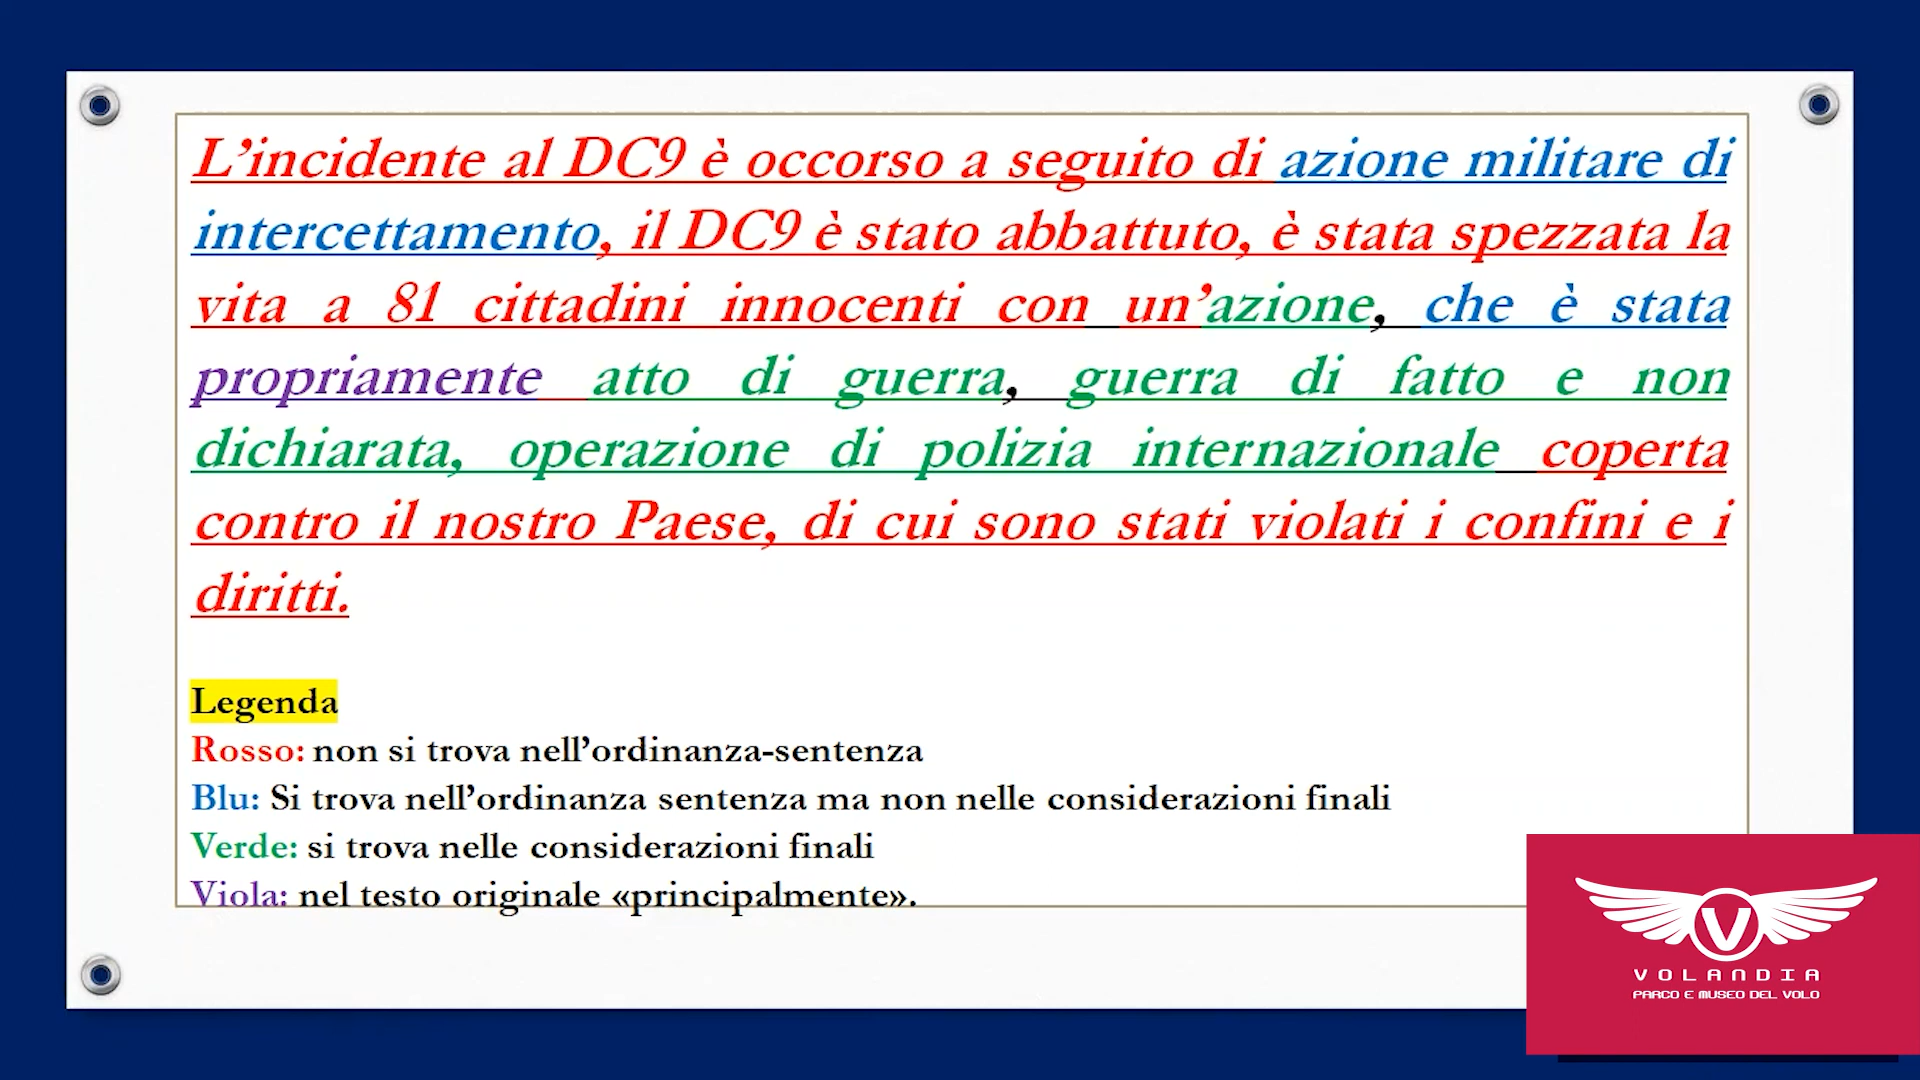 L’incidente al DC9 è occorso a seguito di azione militare di
intercettamento, il DC9 è stato abbattuto, è stata spezzata la
vita a 81 cittadini innocenti con un’azione, che è stata
propriamente atto di guerra, guerra di fatto e non
dichiarata, operazione di polizia internazionale coperta
contro il nostro Paese, di cui sono stati violati i confini e i
diritti.
Legenda
Rosso: non si trova nell’ordinanza-sentenza
Blu: Si trova nell’ordinanza sentenza ma non nelle considerazioni finali
Verde: si trova nelle considerazioni finali
Viola: nel testo originale «principalmente».
V
VOLANDIA
PARCO E MUSEO DEL VOLO